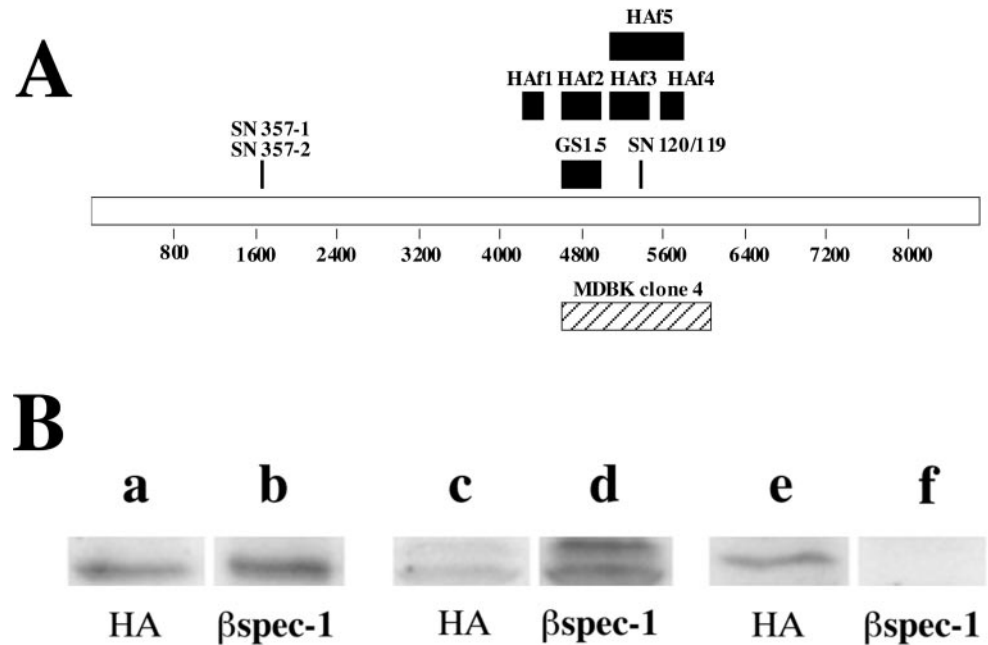 A
HAf5
HAf1 HAf2 HAf3 HAf4
SN 357-1
SN 357-2
GS1.5 SN 120/119
800 1600 2400 3200 4000 4800 5600 6400 7200 8000
MDBK clone 4
B
a b c d e f
HA βspec-1 HA βspec-1 HA βspec-1